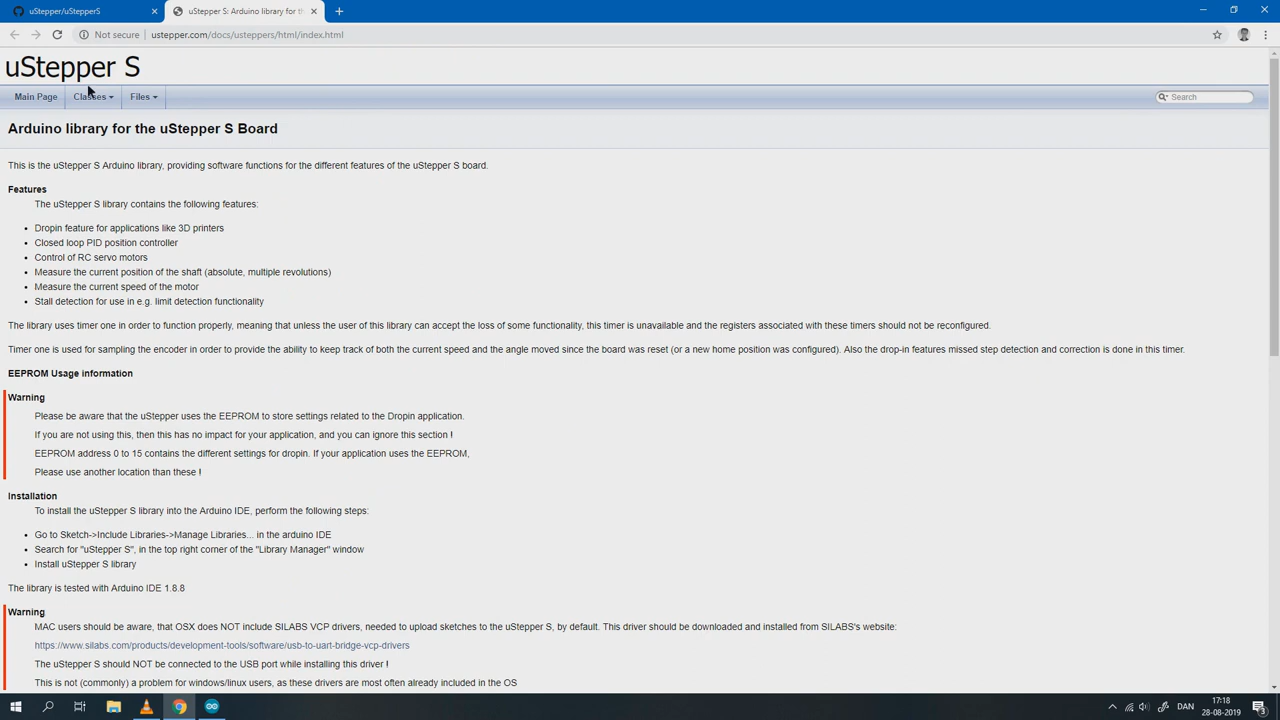 uStepper/uStepperS
uStepper S: Arduino library for th
Not secure
ustepper.com/docs/usteppers/html/index.html
uStepper S
Main Page
Classes
Files
Search
Arduino library for the uStepper S Board
This is the uStepper S Arduino library, providing software functions for the different features of the uStepper S board.
Features
The uStepper S library contains the following features:
Dropin feature for applications like 3D printers
Closed loop PID position controller
Control of RC servo motors
Measure the current position of the shaft (absolute, multiple revolutions)
Measure the current speed of the motor
Stall detection for use in e.g. limit detection functionality
The library uses timer one in order to function properly, meaning that unless the user of this library can accept the loss of some functionality, this timer is unavailable and the registers associated with these timers should not be reconfigured.
Timer one is used for sampling the encoder in order to provide the ability to keep track of both the current speed and the angle moved since the board was reset (or a new home position was configured). Also the drop-in features missed step detection and correction is done in this timer.
EEPROM Usage information
Warning
Please be aware that the uStepper uses the EEPROM to store settings related to the Dropin application.
If you are not using this, then this has no impact for your application, and you can ignore this section !
EEPROM address 0 to 15 contains the different settings for dropin. If your application uses the EEPROM,
Please use another location than these !
Installation
To install the uStepper S library into the Arduino IDE, perform the following steps:
Go to Sketch->Include Libraries->Manage Libraries... in the arduino IDE
Search for "uStepper S", in the top right corner of the "Library Manager" window
Install uStepper S library
The library is tested with Arduino IDE 1.8.8
Warning
MAC users should be aware, that OSX does NOT include SILABS VCP drivers, needed to upload sketches to the uStepper S, by default. This driver should be downloaded and installed from SILABS's website:
https://www.silabs.com/products/development-tools/software/usb-to-uart-bridge-vcp-drivers
The uStepper S should NOT be connected to the USB port while installing this driver !
This is not (commonly) a problem for windows/linux users, as these drivers are most often already included in the OS
DAN
17:18
28-08-2019
3